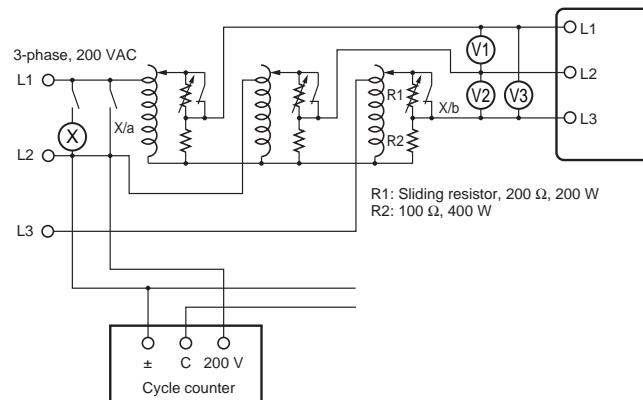 3-phase, 200 VAC
L1
X
X/a
L2
L3
R1
R2
X/b
V1
V2
V3
L1
L2
L3
R1: Sliding resistor, 200 Ω, 200 W
R2: 100 Ω, 400 W
± C 200 V
Cycle counter